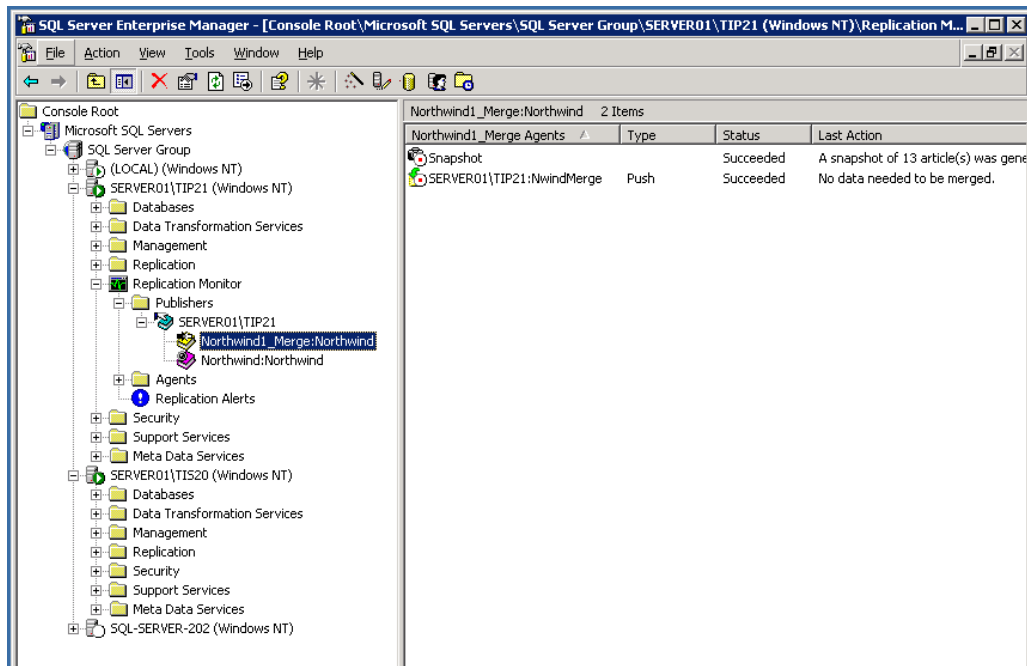 SQL Server Enterprise Manager - [Console Root\Microsoft SQL Servers\SQL Server Group\SERVER01\TIP21 (Windows NT)\Replication M...
File Action View Tools Window Help
Console Root
Microsoft SQL Servers
SQL Server Group
(LOCAL) (Windows NT)
SERVER01\TIP21 (Windows NT)
Databases
Data Transformation Services
Management
Replication
Replication Monitor
Publishers
SERVER01\TIP21
Northwind1_Merge:Northwind
Northwind:Northwind
Agents
Replication Alerts
Security
Support Services
Meta Data Services
SERVER01\TIS20 (Windows NT)
Databases
Data Transformation Services
Management
Replication
Security
Support Services
Meta Data Services
SQL-SERVER-202 (Windows NT)
Northwind1_Merge:Northwind 2 Items
Northwind1_Merge Agents Type Status Last Action
Snapshot Succeeded A snapshot of 13 article(s) was gene
SERVER01\TIP21:NwindMerge Push Succeeded No data needed to be merged.